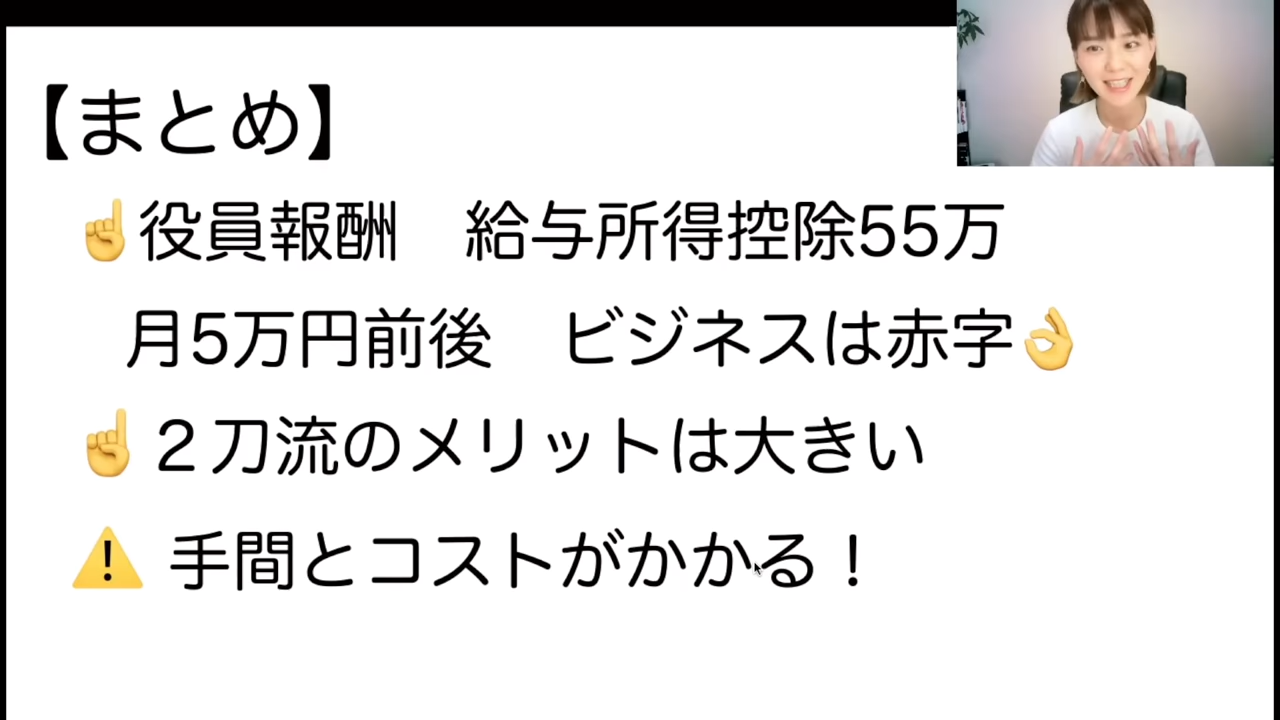 【まとめ】
☝役員報酬　給与所得控除55万
月5万円前後　ビジネスは赤字👌
☝２刀流のメリットは大きい
⚠ 手間とコストがかかる！